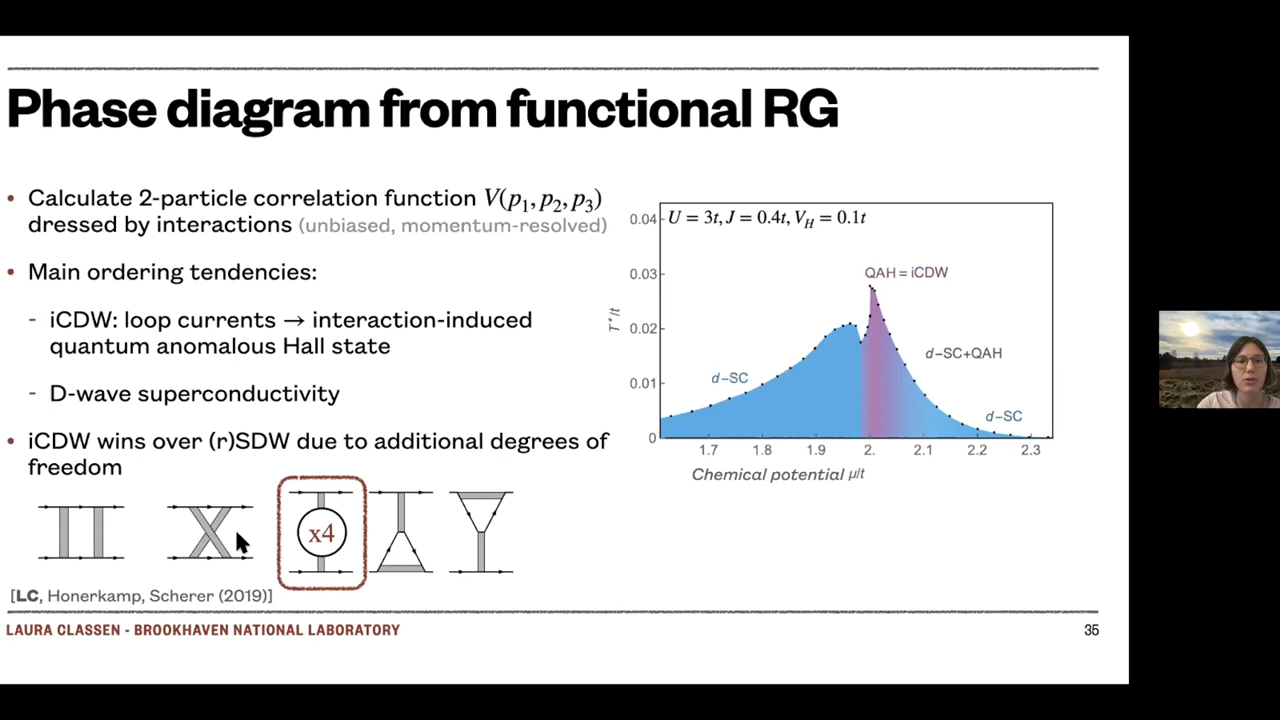 Phase diagram from functional RG
• Calculate 2-particle correlation function V(p₁, p₂, p₃)
dressed by interactions (unbiased, momentum-resolved)
• Main ordering tendencies:
- iCDW: loop currents → interaction-induced
quantum anomalous Hall state
- D-wave superconductivity
• iCDW wins over (r)SDW due to additional degrees of
freedom
x4
[LC, Honerkamp, Scherer (2019)]
U = 3t, J = 0.4t, V_H = 0.1t
QAH = iCDW
d-SC+QAH
d-SC
d-SC
T*/t
0.04
0.03
0.02
0.01
0
1.7 1.8 1.9 2. 2.1 2.2 2.3
Chemical potential μ/t
LAURA CLASSEN - BROOKHAVEN NATIONAL LABORATORY
35